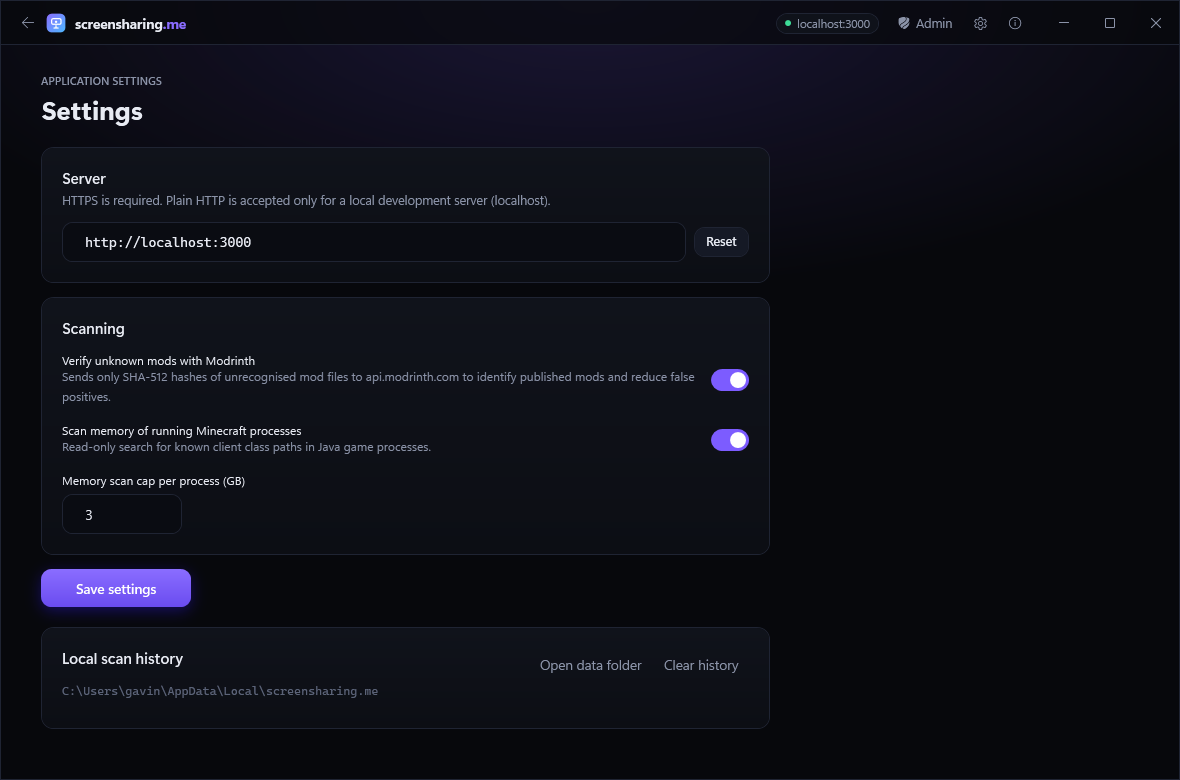 screensharing.me
localhost:3000
Admin
APPLICATION SETTINGS
Settings
Server
HTTPS is required. Plain HTTP is accepted only for a local development server (localhost).
http://localhost:3000
Reset
Scanning
Verify unknown mods with Modrinth
Sends only SHA-512 hashes of unrecognised mod files to api.modrinth.com to identify published mods and reduce false
positives.
Scan memory of running Minecraft processes
Read-only search for known client class paths in Java game processes.
Memory scan cap per process (GB)
3
Save settings
Local scan history
Open data folder
Clear history
C:\Users\gavin\AppData\Local\screensharing.me